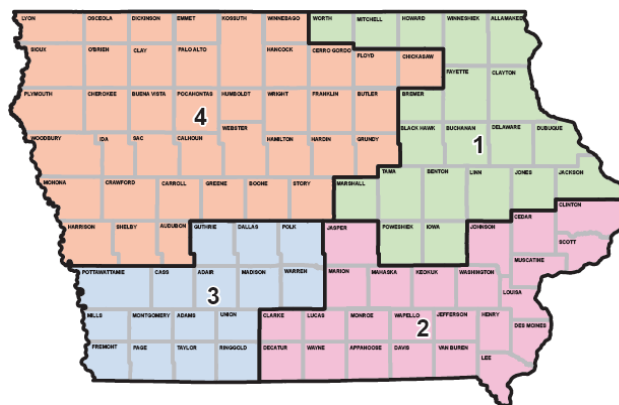 LYON OSCEOLA DICKINSON EMMET KOSSUTH WINNEBAGO WORTH MITCHELL HOWARD WINNESHIEK ALLAMAKEE
SIOUX O'BRIEN CLAY PALO ALTO HANCOCK CERRO GORDO FLOYD CHICKASAW
FAYETTE CLAYTON
PLYMOUTH CHEROKEE BUENA VISTA POCAHONTAS HUMBOLDT WRIGHT FRANKLIN BUTLER BREMER
4
WEBSTER
BLACK HAWK BUCHANAN DELAWARE DUBUQUE
1
WOODBURY IDA SAC CALHOUN HAMILTON HARDIN GRUNDY
TAMA BENTON LINN JONES JACKSON
MONONA CRAWFORD CARROLL GREENE BOONE STORY MARSHALL
CLINTON
CEDAR
HARRISON SHELBY AUDUBON GUTHRIE DALLAS POLK JASPER POWESHIEK IOWA JOHNSON
SCOTT
MUSCATINE
POTTAWATTAMIE CASS ADAIR MADISON WARREN MARION MAHASKA KEOKUK WASHINGTON
LOUISA
3
MILLS MONTGOMERY ADAMS UNION CLARKE LUCAS MONROE WAPELLO JEFFERSON HENRY
DES MOINES
2
FREMONT PAGE TAYLOR RINGGOLD DECATUR WAYNE APPANOOSE DAVIS VAN BUREN
LEE